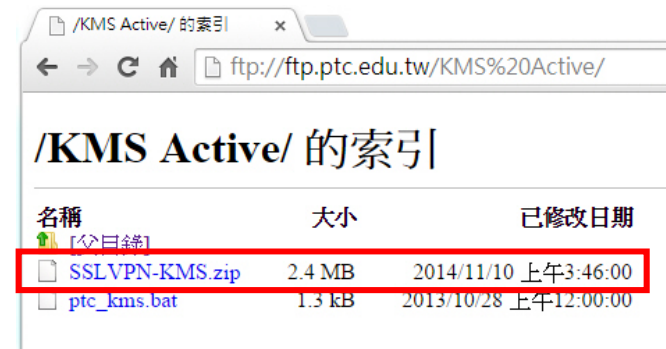 /KMS Active/ 的索引
ftp://ftp.ptc.edu.tw/KMS%20Active/
/KMS Active/ 的索引
名稱 大小 已修改日期
[父目錄]
SSLVPN-KMS.zip 2.4 MB 2014/11/10 上午3:46:00
ptc_kms.bat 1.3 kB 2013/10/28 上午12:00:00